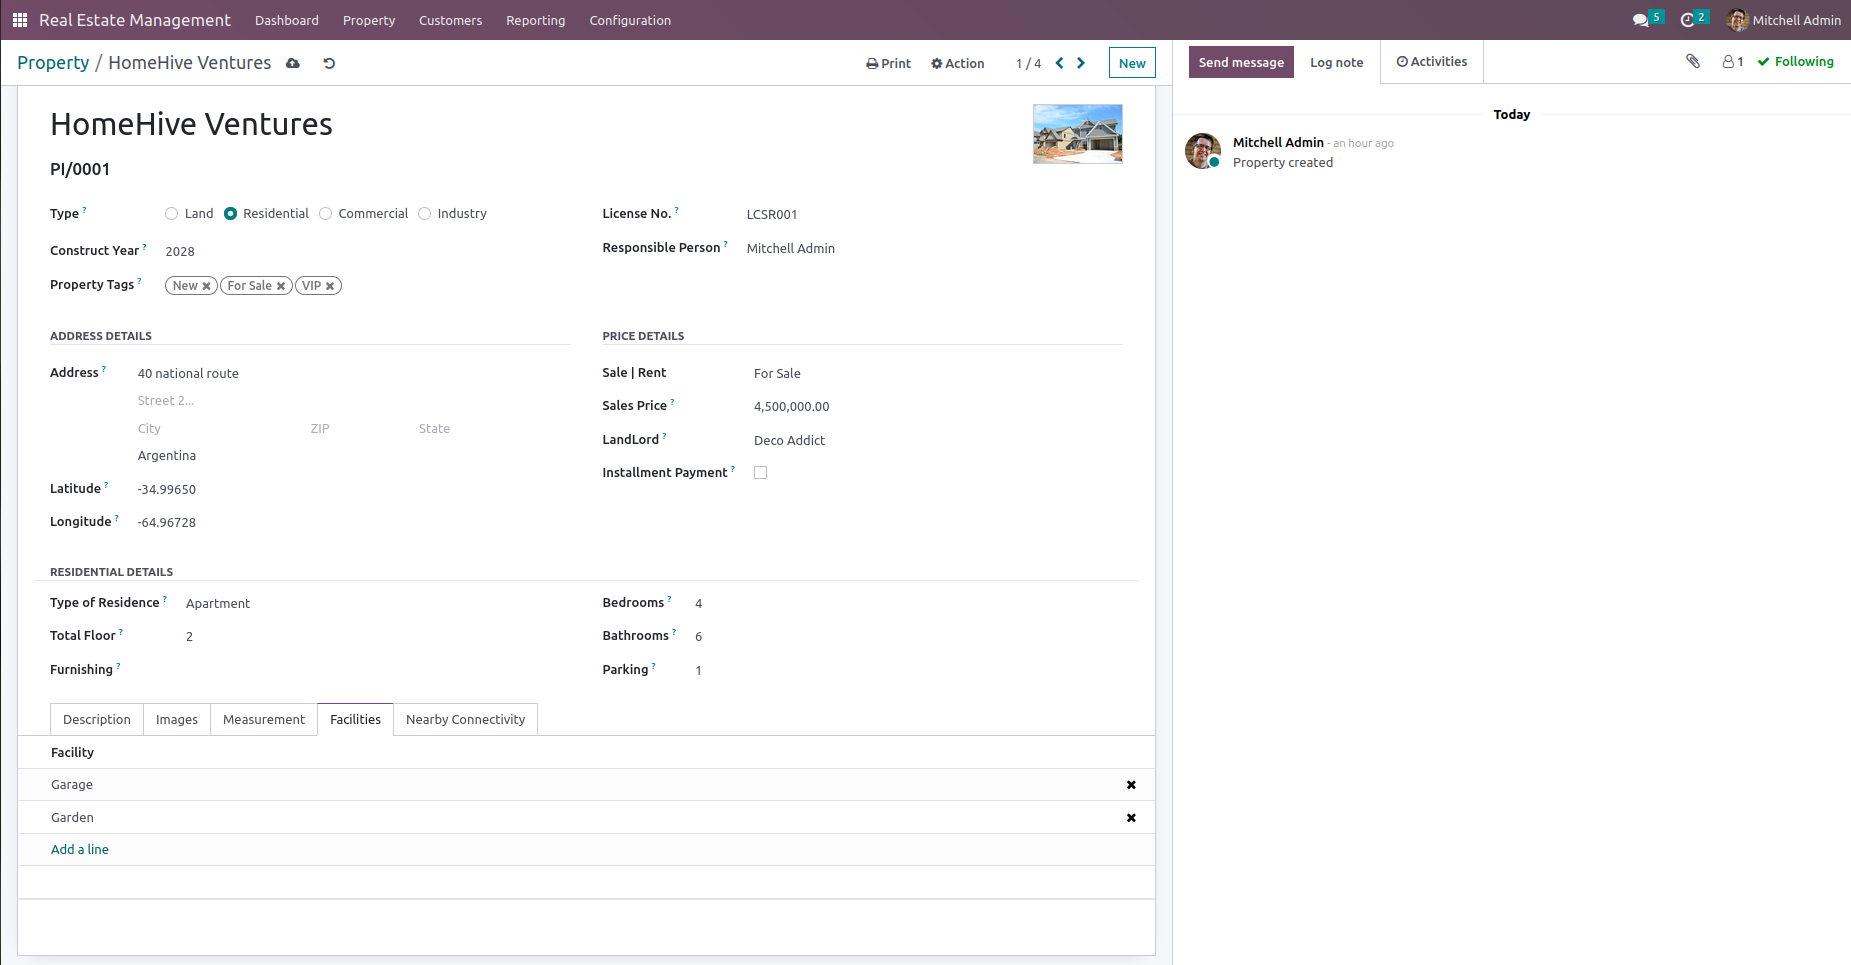 Real Estate Management Dashboard Property Customers Reporting Configuration 5 2 Mitchell Admin
Property / HomeHive Ventures Print Action 1 / 4 New
Send message Log note Activities 1 Following
HomeHive Ventures
PI/0001
Type ? Land Residential Commercial Industry
Construct Year ? 2028
Property Tags ? New For Sale VIP
License No. ? LCSR001
Responsible Person ? Mitchell Admin
ADDRESS DETAILS
Address ? 40 national route
Street 2...
City ZIP State
Argentina
Latitude ? -34.99650
Longitude ? -64.96728
PRICE DETAILS
Sale | Rent For Sale
Sales Price ? 4,500,000.00
LandLord ? Deco Addict
Installment Payment ?
RESIDENTIAL DETAILS
Type of Residence ? Apartment
Total Floor ? 2
Furnishing ?
Bedrooms ? 4
Bathrooms ? 6
Parking ? 1
Description Images Measurement Facilities Nearby Connectivity
Facility
Garage
Garden
Add a line
Today
Mitchell Admin - an hour ago
Property created